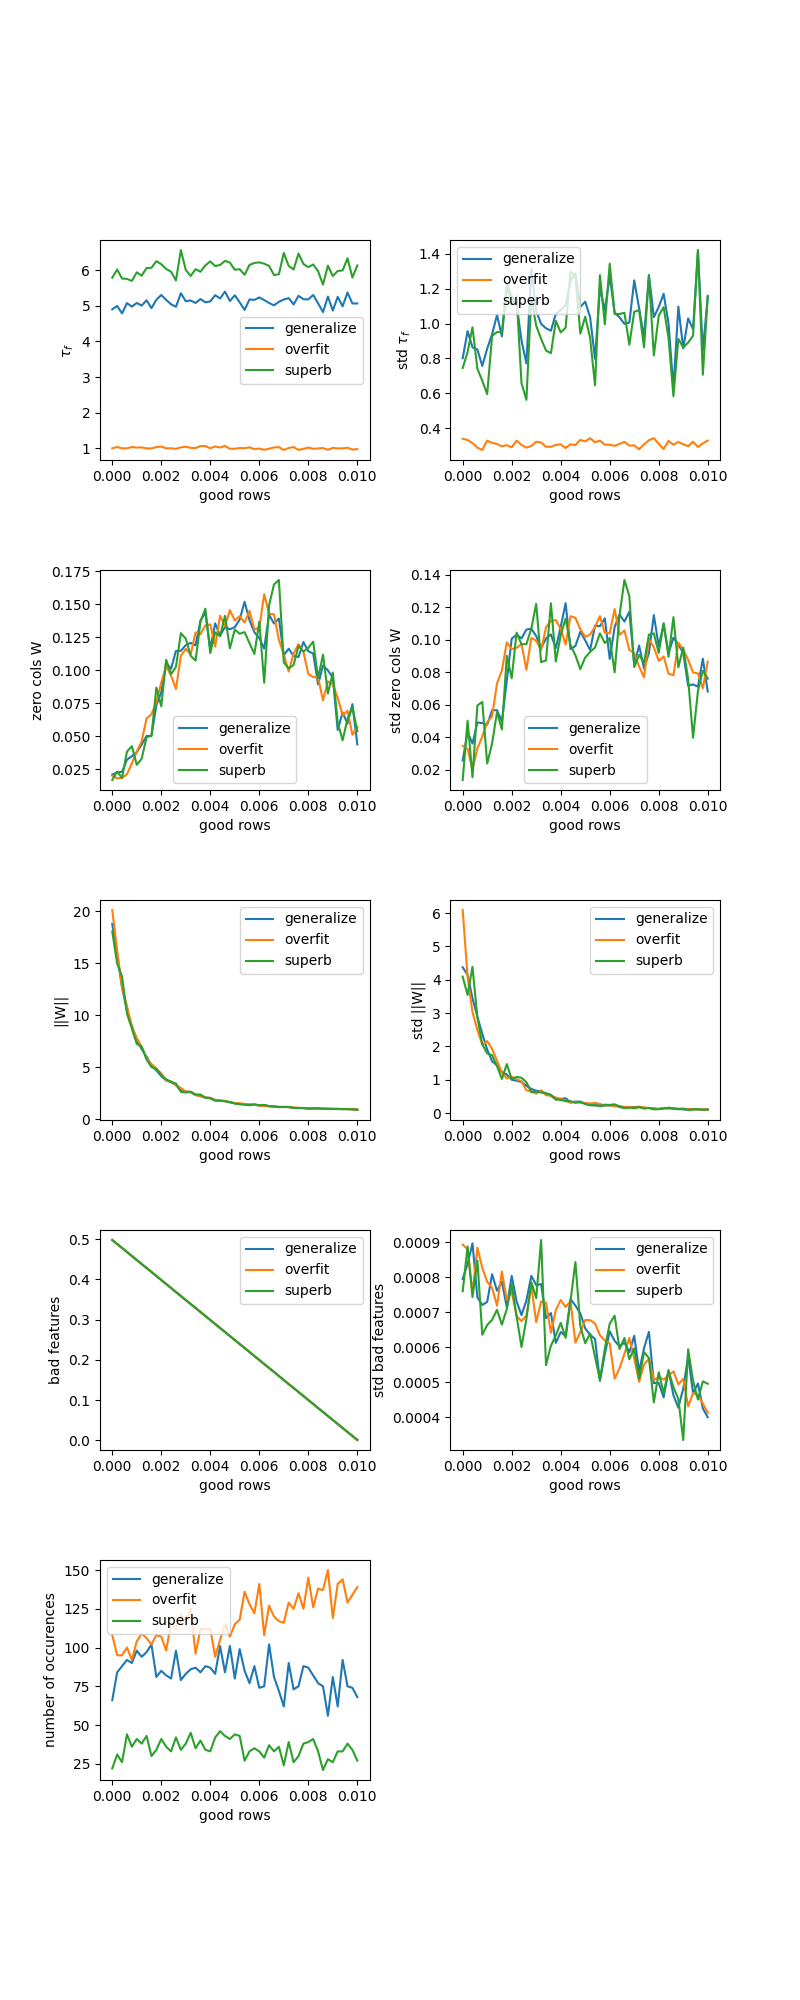 6
5
4
3
2
1
τf
generalize
overfit
superb
0.000 0.002 0.004 0.006 0.008 0.010
good rows
1.4
1.2
1.0
0.8
0.6
0.4
std τf
generalize
overfit
superb
0.000 0.002 0.004 0.006 0.008 0.010
good rows
0.175
0.150
0.125
0.100
0.075
0.050
0.025
zero cols W
generalize
overfit
superb
0.000 0.002 0.004 0.006 0.008 0.010
good rows
0.14
0.12
0.10
0.08
0.06
0.04
0.02
std zero cols W
generalize
overfit
superb
0.000 0.002 0.004 0.006 0.008 0.010
good rows
20
15
10
5
0
||W||
generalize
overfit
superb
0.000 0.002 0.004 0.006 0.008 0.010
good rows
6
5
4
3
2
1
0
std ||W||
generalize
overfit
superb
0.000 0.002 0.004 0.006 0.008 0.010
good rows
0.5
0.4
0.3
0.2
0.1
0.0
bad features
generalize
overfit
superb
0.000 0.002 0.004 0.006 0.008 0.010
good rows
0.0009
0.0008
0.0007
0.0006
0.0005
0.0004
std bad features
generalize
overfit
superb
0.000 0.002 0.004 0.006 0.008 0.010
good rows
150
125
100
75
50
25
number of occurences
generalize
overfit
superb
0.000 0.002 0.004 0.006 0.008 0.010
good rows